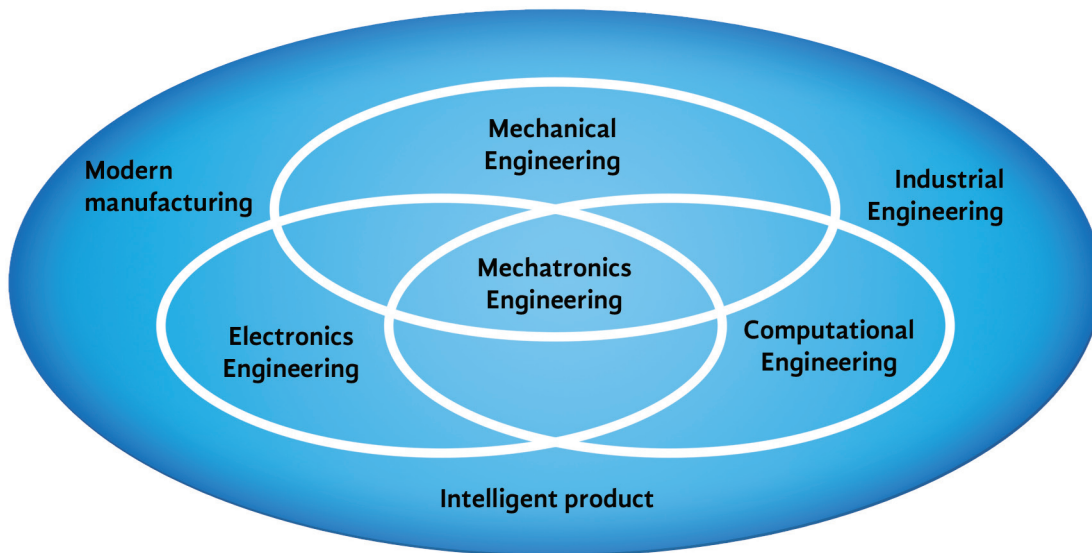 Mechanical
Engineering
Modern
manufacturing
Industrial
Engineering
Mechatronics
Engineering
Electronics
Engineering
Computational
Engineering
Intelligent product